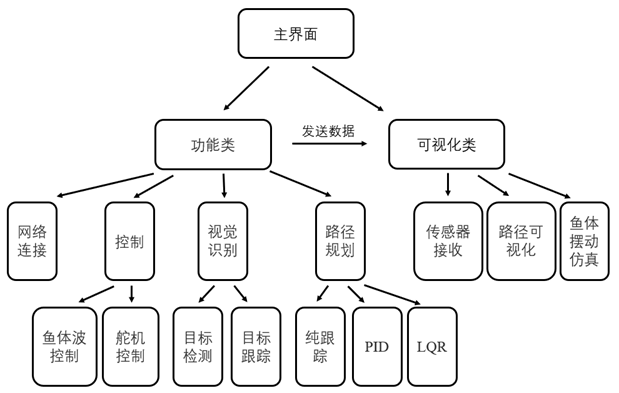 主界面
发送数据
功能类
可视化类
网络
连接
控制
视觉
识别
路径
规划
传感器
接收
路径可
视化
鱼体
摆动
仿真
鱼体波
控制
舵机
控制
目标
检测
目标
跟踪
纯跟
踪
PID
LQR